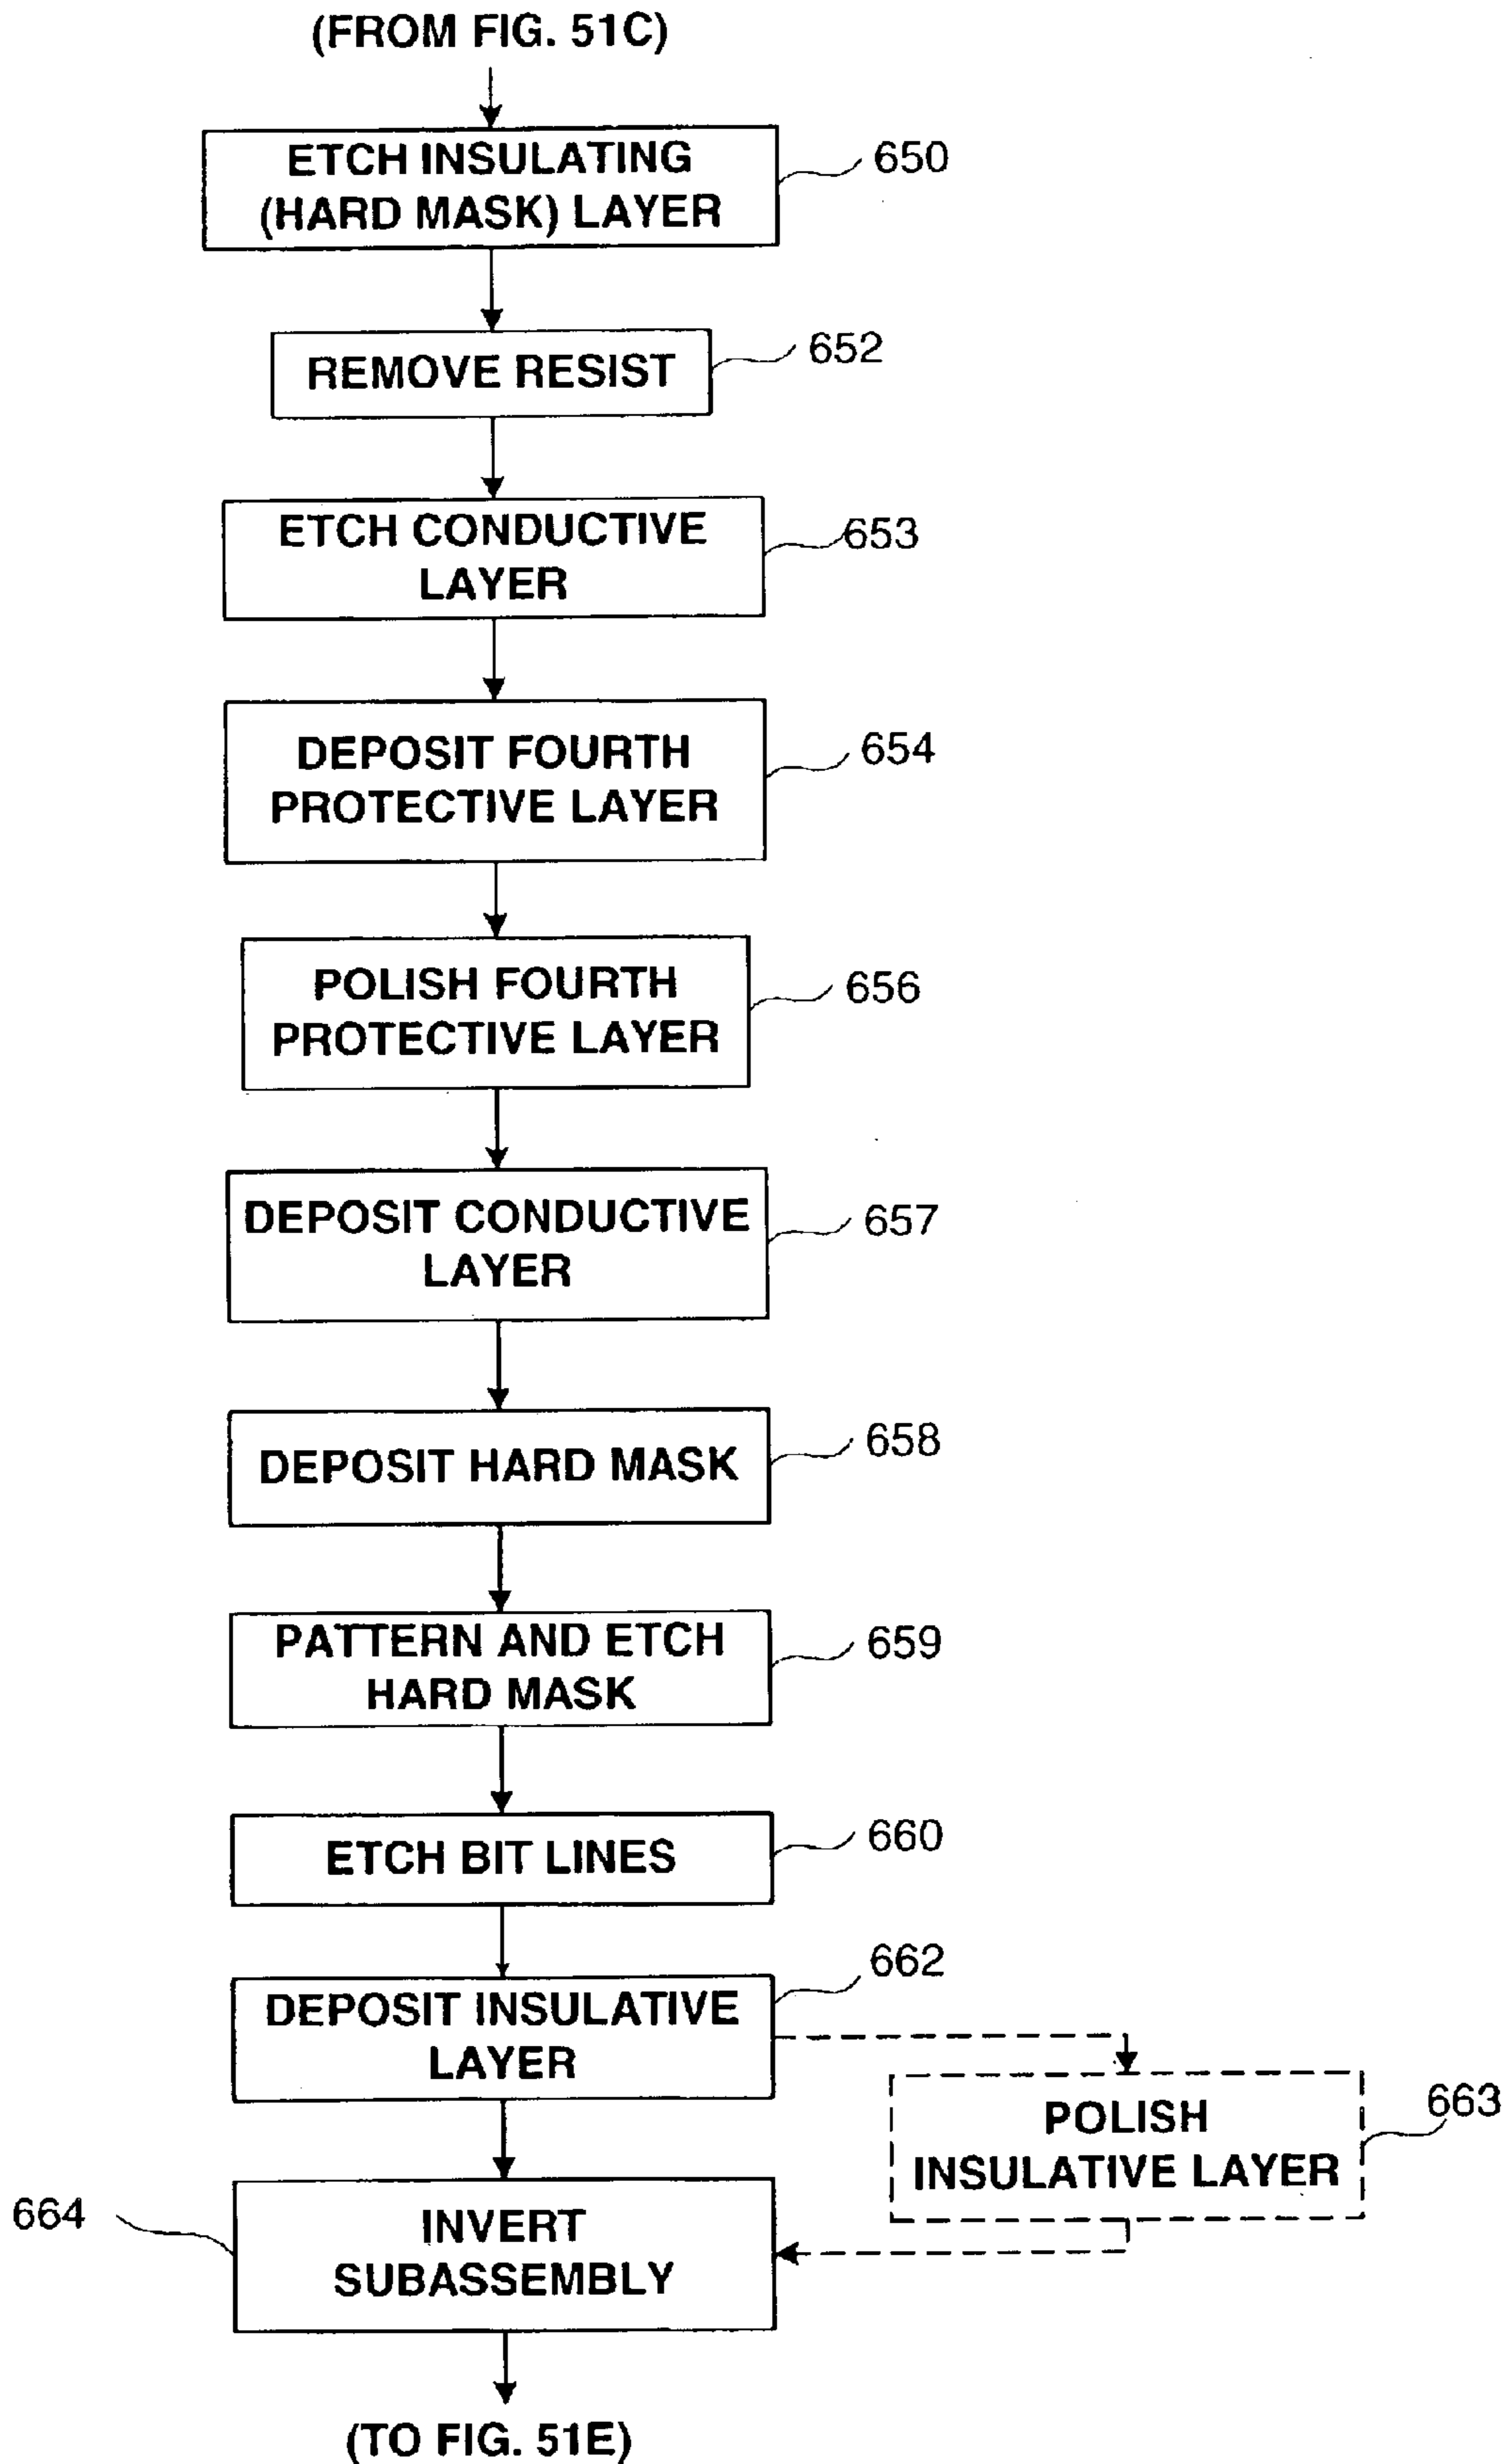 (FROM FIG. 51C)
ETCH INSULATING
(HARD MASK) LAYER
650
REMOVE RESIST
652
ETCH CONDUCTIVE
LAYER
653
DEPOSIT FOURTH
PROTECTIVE LAYER
654
POLISH FOURTH
PROTECTIVE LAYER
656
DEPOSIT CONDUCTIVE
LAYER
657
DEPOSIT HARD MASK
658
PATTERN AND ETCH
HARD MASK
659
ETCH BIT LINES
660
DEPOSIT INSULATIVE
LAYER
662
POLISH
INSULATIVE LAYER
663
INVERT
SUBASSEMBLY
664
(TO FIG. 51E)